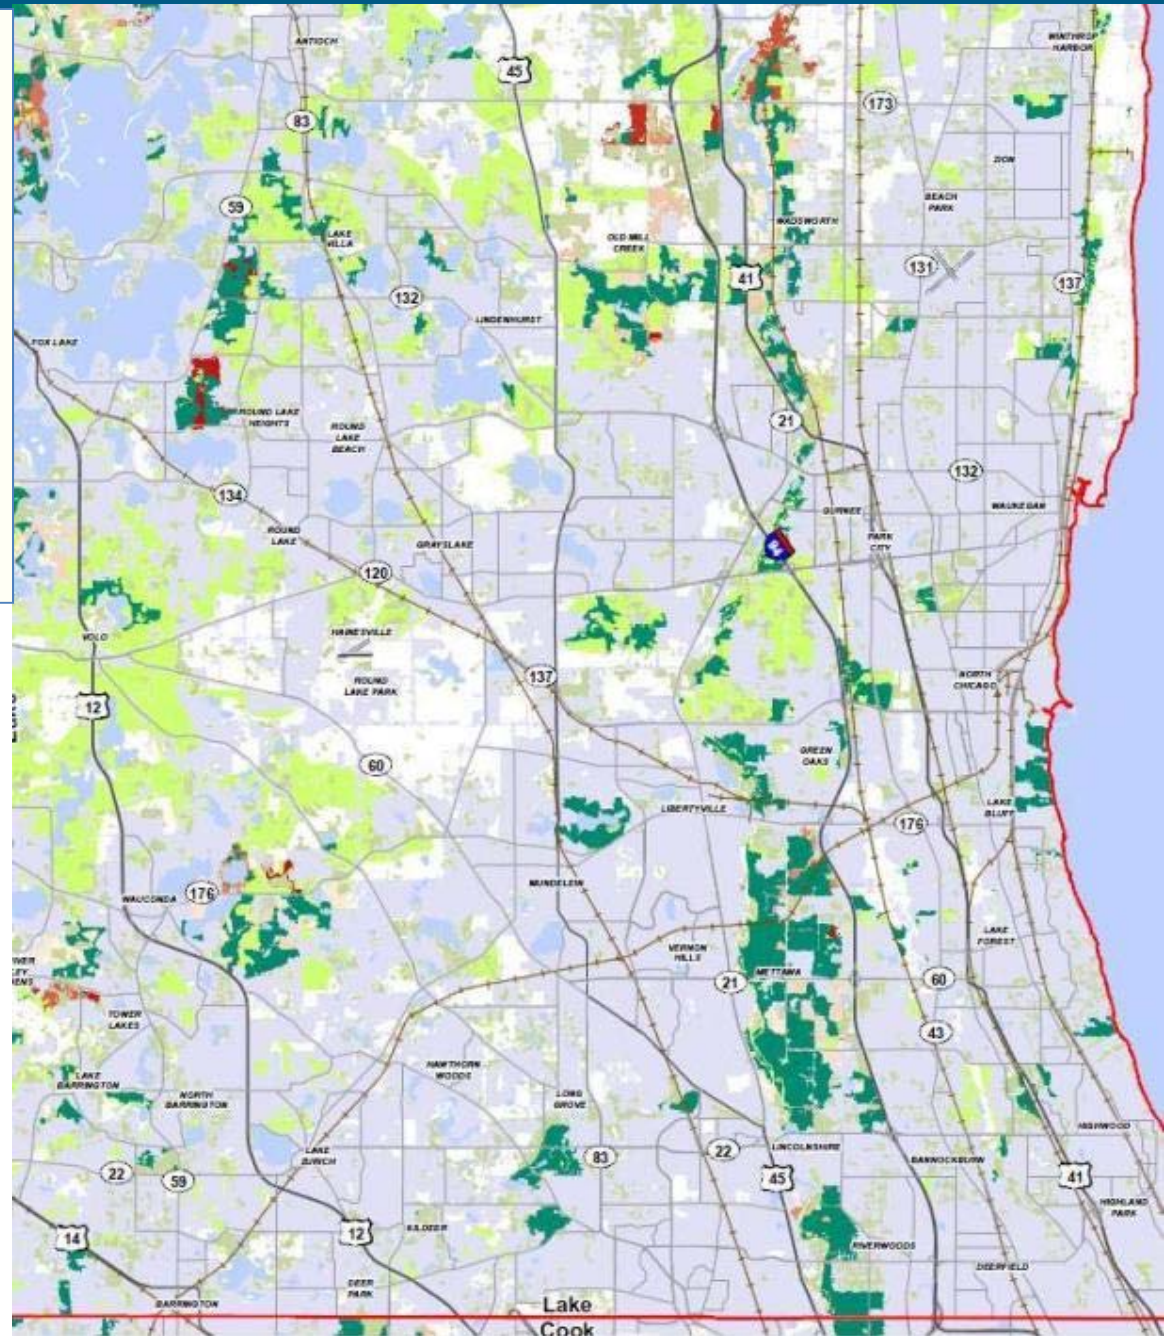 ANTIOCH
WINTHROP
HARBOR
45
83
173
ZION
59
BEACH
PARK
LAKE
VILLA
WADSWORTH
OLD MILL
CREEK
132
41
131
137
LINDENHURST
FOX LAKE
ROUND LAKE
HEIGHTS
ROUND
LAKE
BEACH
21
132
134
WAUKEGAN
GURNEE
ROUND
LAKE
GRAYSLAKE
PARK
CITY
94
120
VOLO
HAINESVILLE
ROUND
LAKE PARK
137
NORTH
CHICAGO
12
60
GREEN
OAKS
LIBERTYVILLE
LAKE
BLUFF
176
MUNDELEIN
WAUCONDA
176
LAKE
FOREST
VERNON
HILLS
21
METTAWA
60
TOWER
LAKES
43
HAWTHORN
WOODS
LAKE
BARRINGTON
NORTH
BARRINGTON
LONG
GROVE
HIGHWOOD
LAKE
ZURICH
83
22
LINCOLNSHIRE
BANNOCKBURN
22
59
45
41
HIGHLAND
PARK
14
12
KILDEER
RIVERWOODS
DEERFIELD
DEER
PARK
BARRINGTON
Lake
Cook